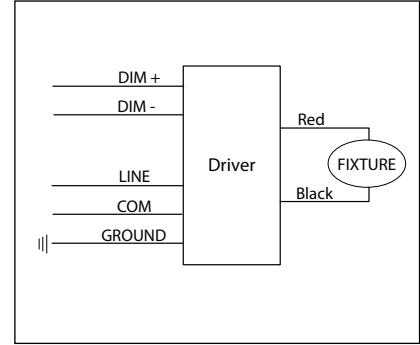 DIM +
DIM -
LINE
COM
GROUND
Driver
Red
Black
FIXTURE